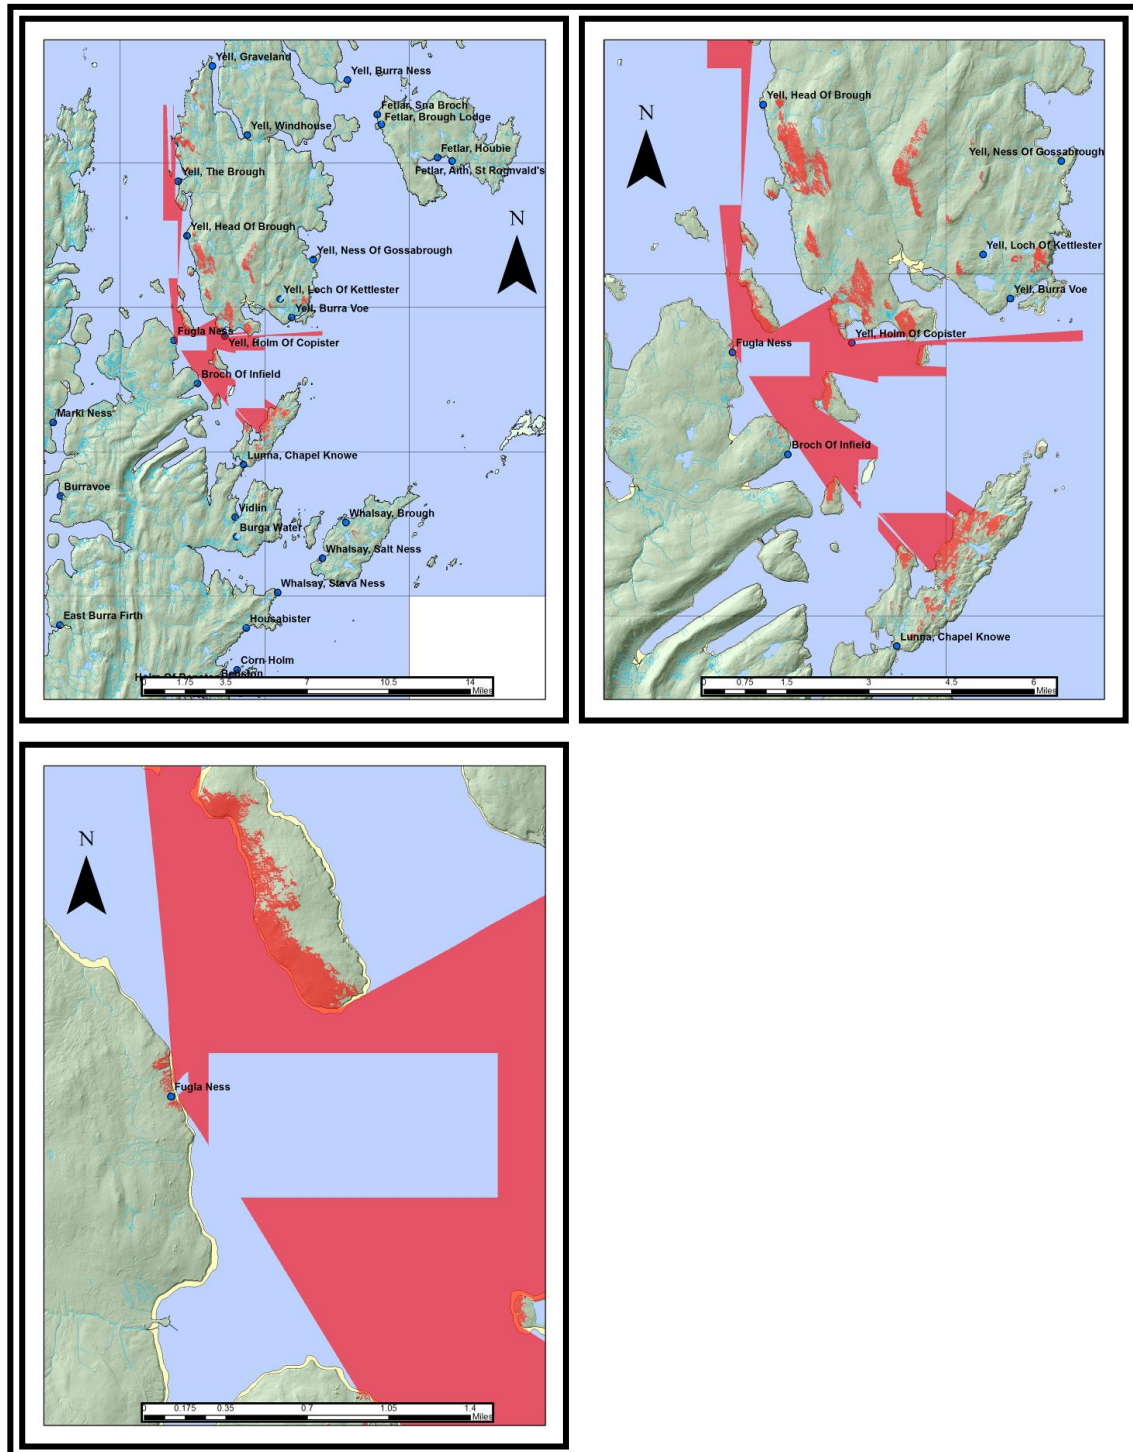 Yell, Graveland
Yell, Burra Ness
Fetlar, Sna Broch
Fetlar, Brough Lodge
Yell, Windhouse
Fetlar, Houbie
Fetlar, Aith, St Rognvald's
Yell, The Brough
N
Yell, Head Of Brough
Yell, Ness Of Gossabrough
Yell, Loch Of Kettlester
Yell, Burra Voe
Fugla Ness
Yell, Holm Of Copister
Broch Of Infield
Marki Ness
Lunna, Chapel Knowe
Burravoe
Vidlin
Whalsay, Brough
Burga Water
Whalsay, Salt Ness
Whalsay, Stava Ness
East Burra Firth
Housabister
Corn Holm
0 1.75 3.5 7 10.5 14
Miles
N
Yell, Head Of Brough
Yell, Ness Of Gossabrough
Yell, Loch Of Kettlester
Yell, Burra Voe
Yell, Holm Of Copister
Fugla Ness
Broch Of Infield
Lunna, Chapel Knowe
0 0.75 1.5 3 4.5 6
Miles
N
Fugla Ness
0 0.175 0.35 0.7 1.05 1.4
Miles